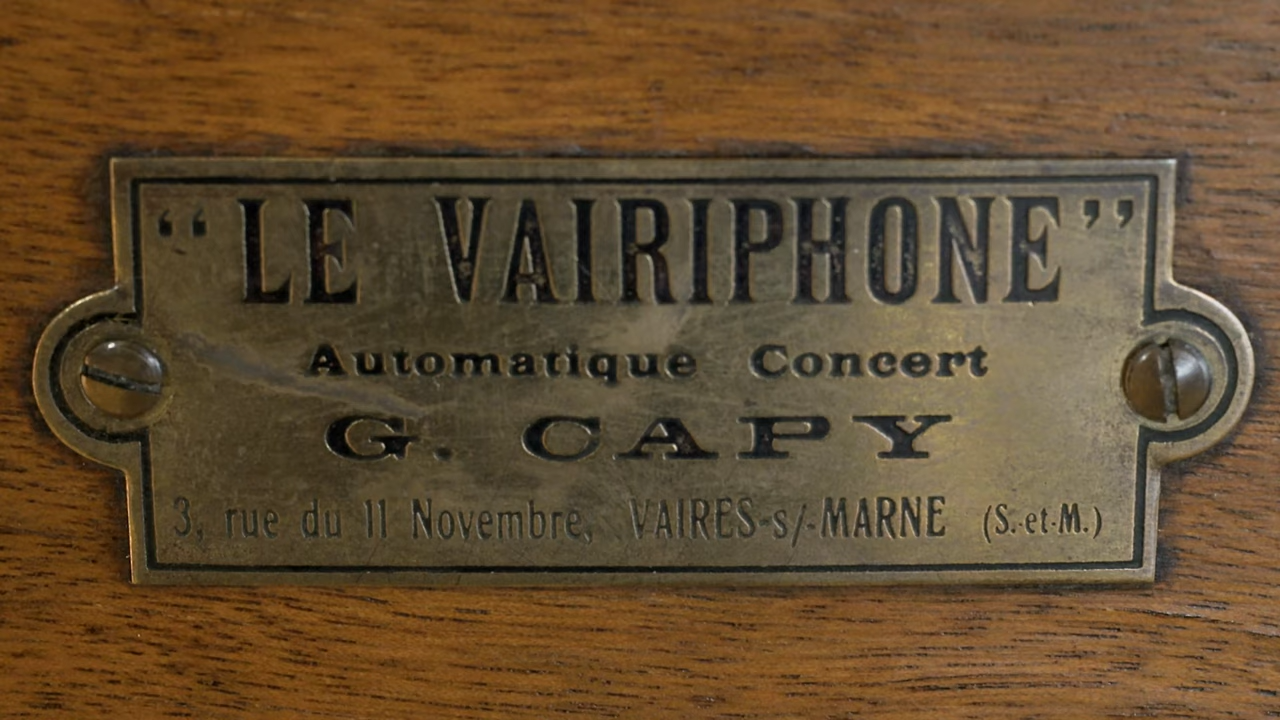 “LE VAIRIPHONE”
Automatique Concert
G. CAPY
3, rue du 11 Novembre, VAIRES-s/-MARNE (S.-et-M.)